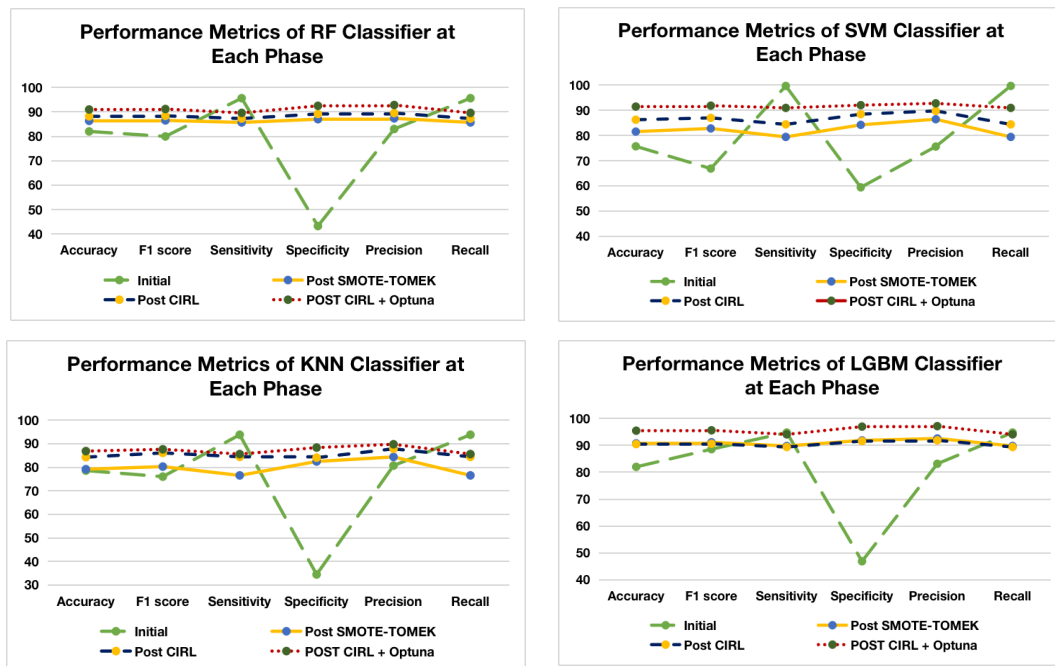 Performance Metrics of RF Classifier at
Each Phase
100
90
80
70
60
50
40
Accuracy F1 score Sensitivity Specificity Precision Recall
Initial Post SMOTE-TOMEK
Post CIRL POST CIRL + Optuna
Performance Metrics of SVM Classifier at
Each Phase
100
90
80
70
60
50
40
Accuracy F1 score Sensitivity Specificity Precision Recall
Initial Post SMOTE-TOMEK
Post CIRL POST CIRL + Optuna
Performance Metrics of KNN Classifier at
Each Phase
100
90
80
70
60
50
40
30
Accuracy F1 score Sensitivity Specificity Precision Recall
Initial Post SMOTE-TOMEK
Post CIRL POST CIRL + Optuna
Performance Metrics of LGBM Classifier
at Each Phase
100
90
80
70
60
50
40
Accuracy F1 score Sensitivity Specificity Precision Recall
Initial Post SMOTE-TOMEK
Post CIRL POST CIRL + Optuna